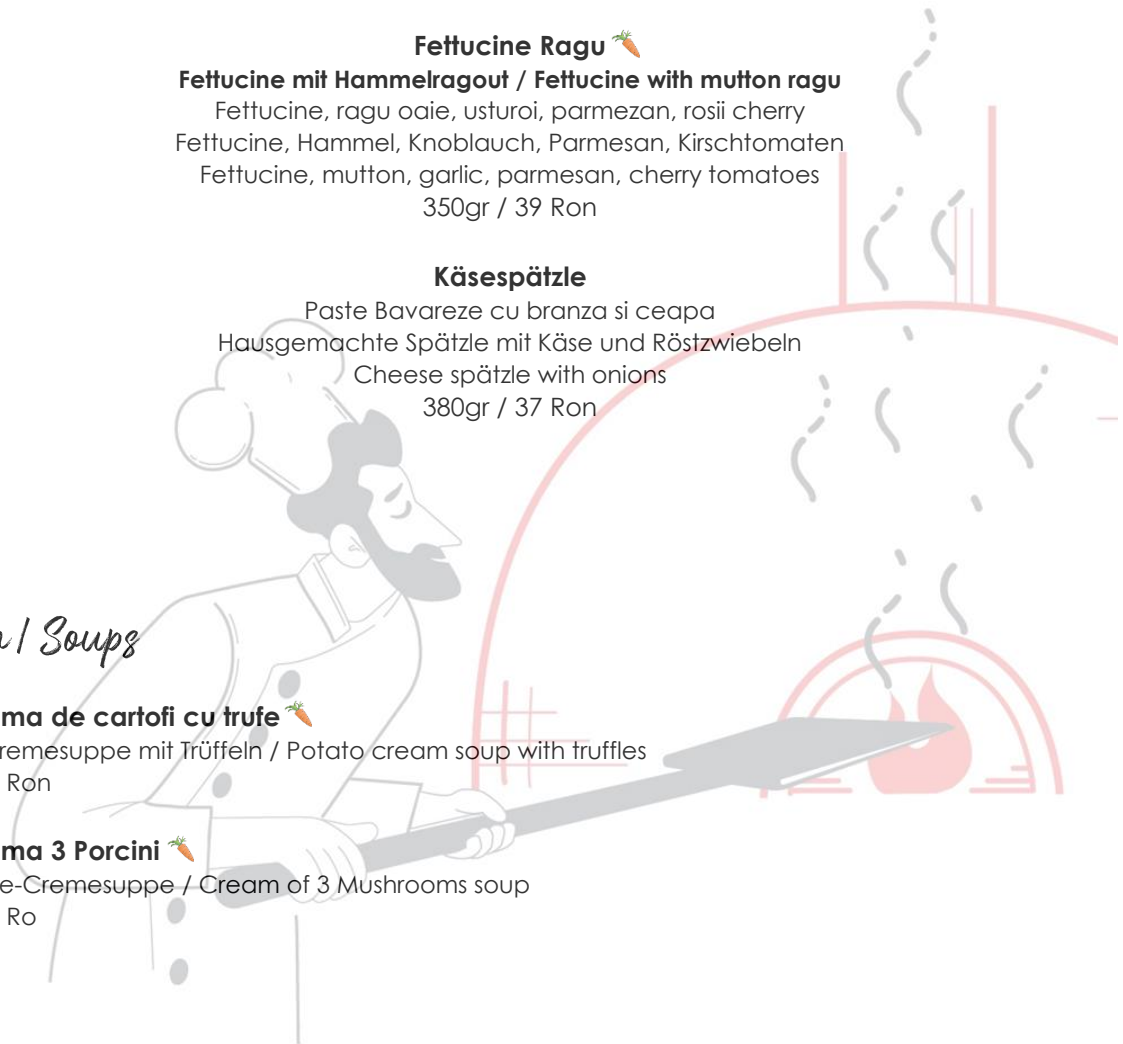 Fettucine Ragu 🥕
Fettucine mit Hammelragout / Fettucine with mutton ragu
Fettucine, ragu oaie, usturoi, parmezan, rosii cherry
Fettucine, Hammel, Knoblauch, Parmesan, Kirschtomaten
Fettucine, mutton, garlic, parmesan, cherry tomatoes
350gr / 39 Ron
Käsespätzle
Paste Bavareze cu branza si ceapa
Hausgemachte Spätzle mit Käse und Röstzwiebeln
Cheese spätzle with onions
380gr / 37 Ron
/ Soups
ma de cartofi cu trufe 🥕
remesuppe mit Trüffeln / Potato cream soup with truffles
Ron
ma 3 Porcini 🥕
e-Cremesuppe / Cream of 3 Mushrooms soup
Ro